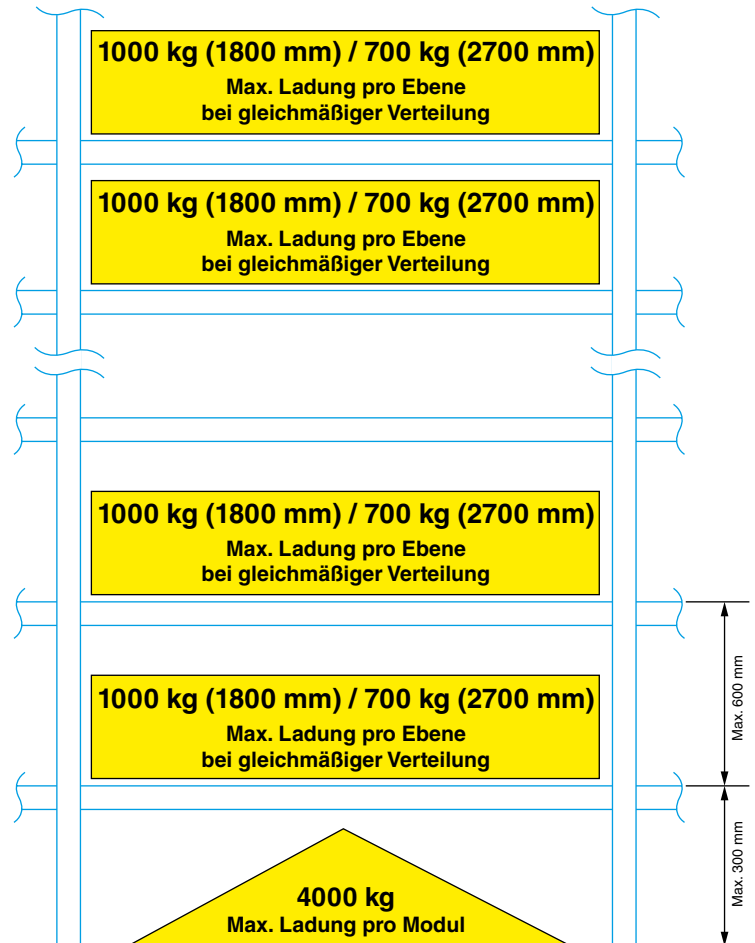 1000 kg (1800 mm) / 700 kg (2700 mm)
Max. Ladung pro Ebene
bei gleichmäßiger Verteilung
1000 kg (1800 mm) / 700 kg (2700 mm)
Max. Ladung pro Ebene
bei gleichmäßiger Verteilung
1000 kg (1800 mm) / 700 kg (2700 mm)
Max. Ladung pro Ebene
bei gleichmäßiger Verteilung
Max. 600 mm
1000 kg (1800 mm) / 700 kg (2700 mm)
Max. Ladung pro Ebene
bei gleichmäßiger Verteilung
Max. 300 mm
4000 kg
Max. Ladung pro Modul